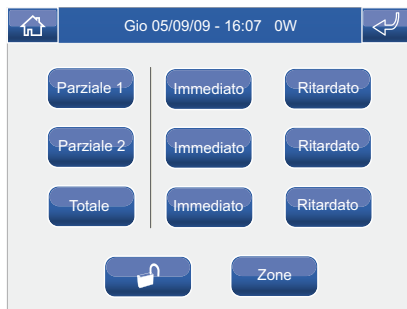 Gio 05/09/09 - 16:07 0W
Parziale 1 Immediato Ritardato
Parziale 2 Immediato Ritardato
Totale Immediato Ritardato
Zone